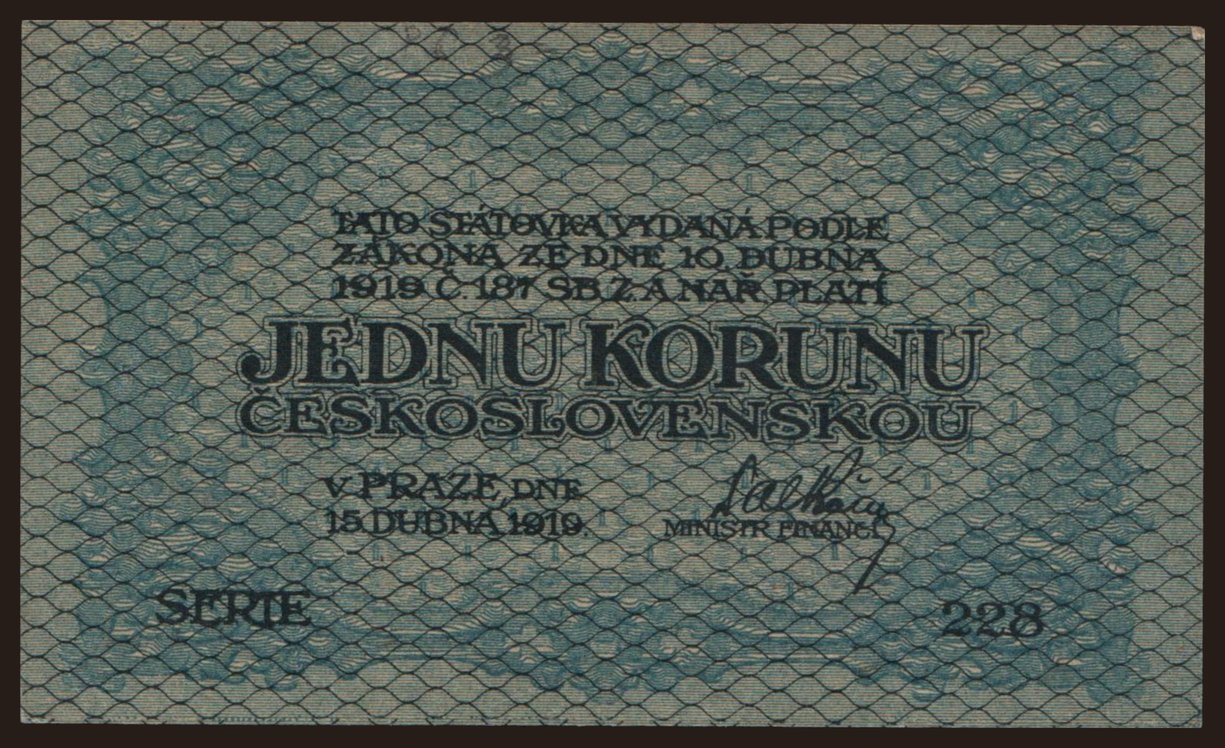 TATO STÁTOVKA VYDANÁ PODLE
ZÁKONA ZE DNE 10. DUBNA
1919 Č. 187 SB. Z. A NAŘ. PLATÍ
JEDNU KORUNU
ČESKOSLOVENSKOU
V PRAZE, DNE
15. DUBNA 1919.
MINISTR FINANCÍ
SERIE 228